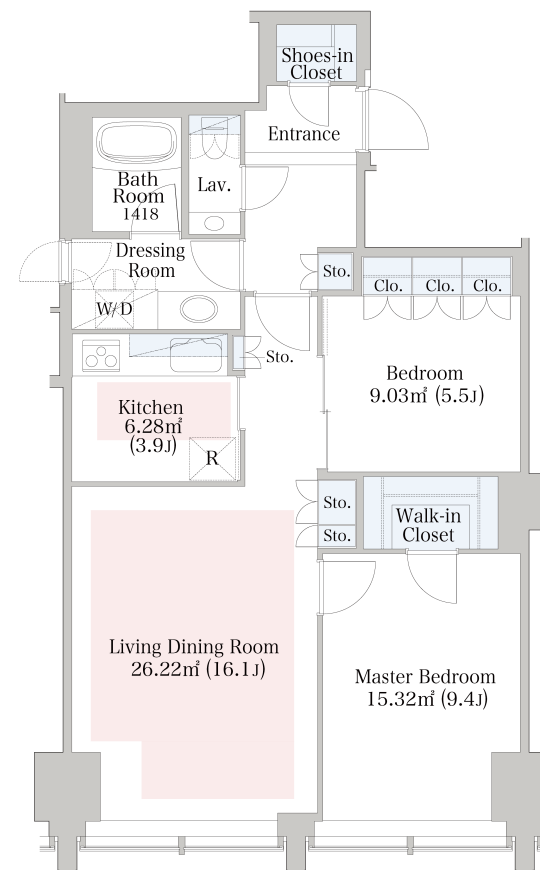 Shoes-in
Closet
Entrance
Bath
Room
1418
Lav.
Dressing
Room
W/D
Sto.
Clo.
Clo.
Clo.
Sto.
Bedroom
9.03㎡ (5.5J)
Kitchen
6.28㎡
(3.9J)
R
Sto.
Sto.
Walk-in
Closet
Living Dining Room
26.22㎡ (16.1J)
Master Bedroom
15.32㎡ (9.4J)